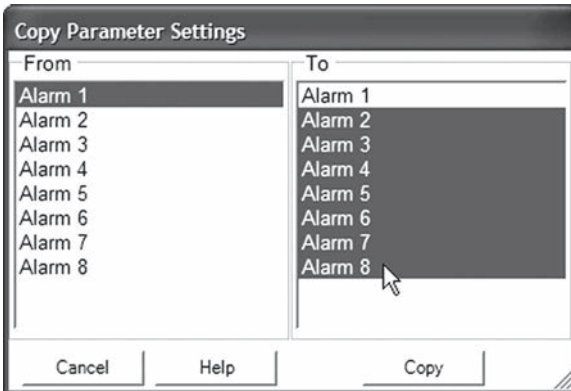 Copy Parameter Settings
From
Alarm 1
Alarm 2
Alarm 3
Alarm 4
Alarm 5
Alarm 6
Alarm 7
Alarm 8
To
Alarm 1
Alarm 2
Alarm 3
Alarm 4
Alarm 5
Alarm 6
Alarm 7
Alarm 8
Cancel
Help
Copy